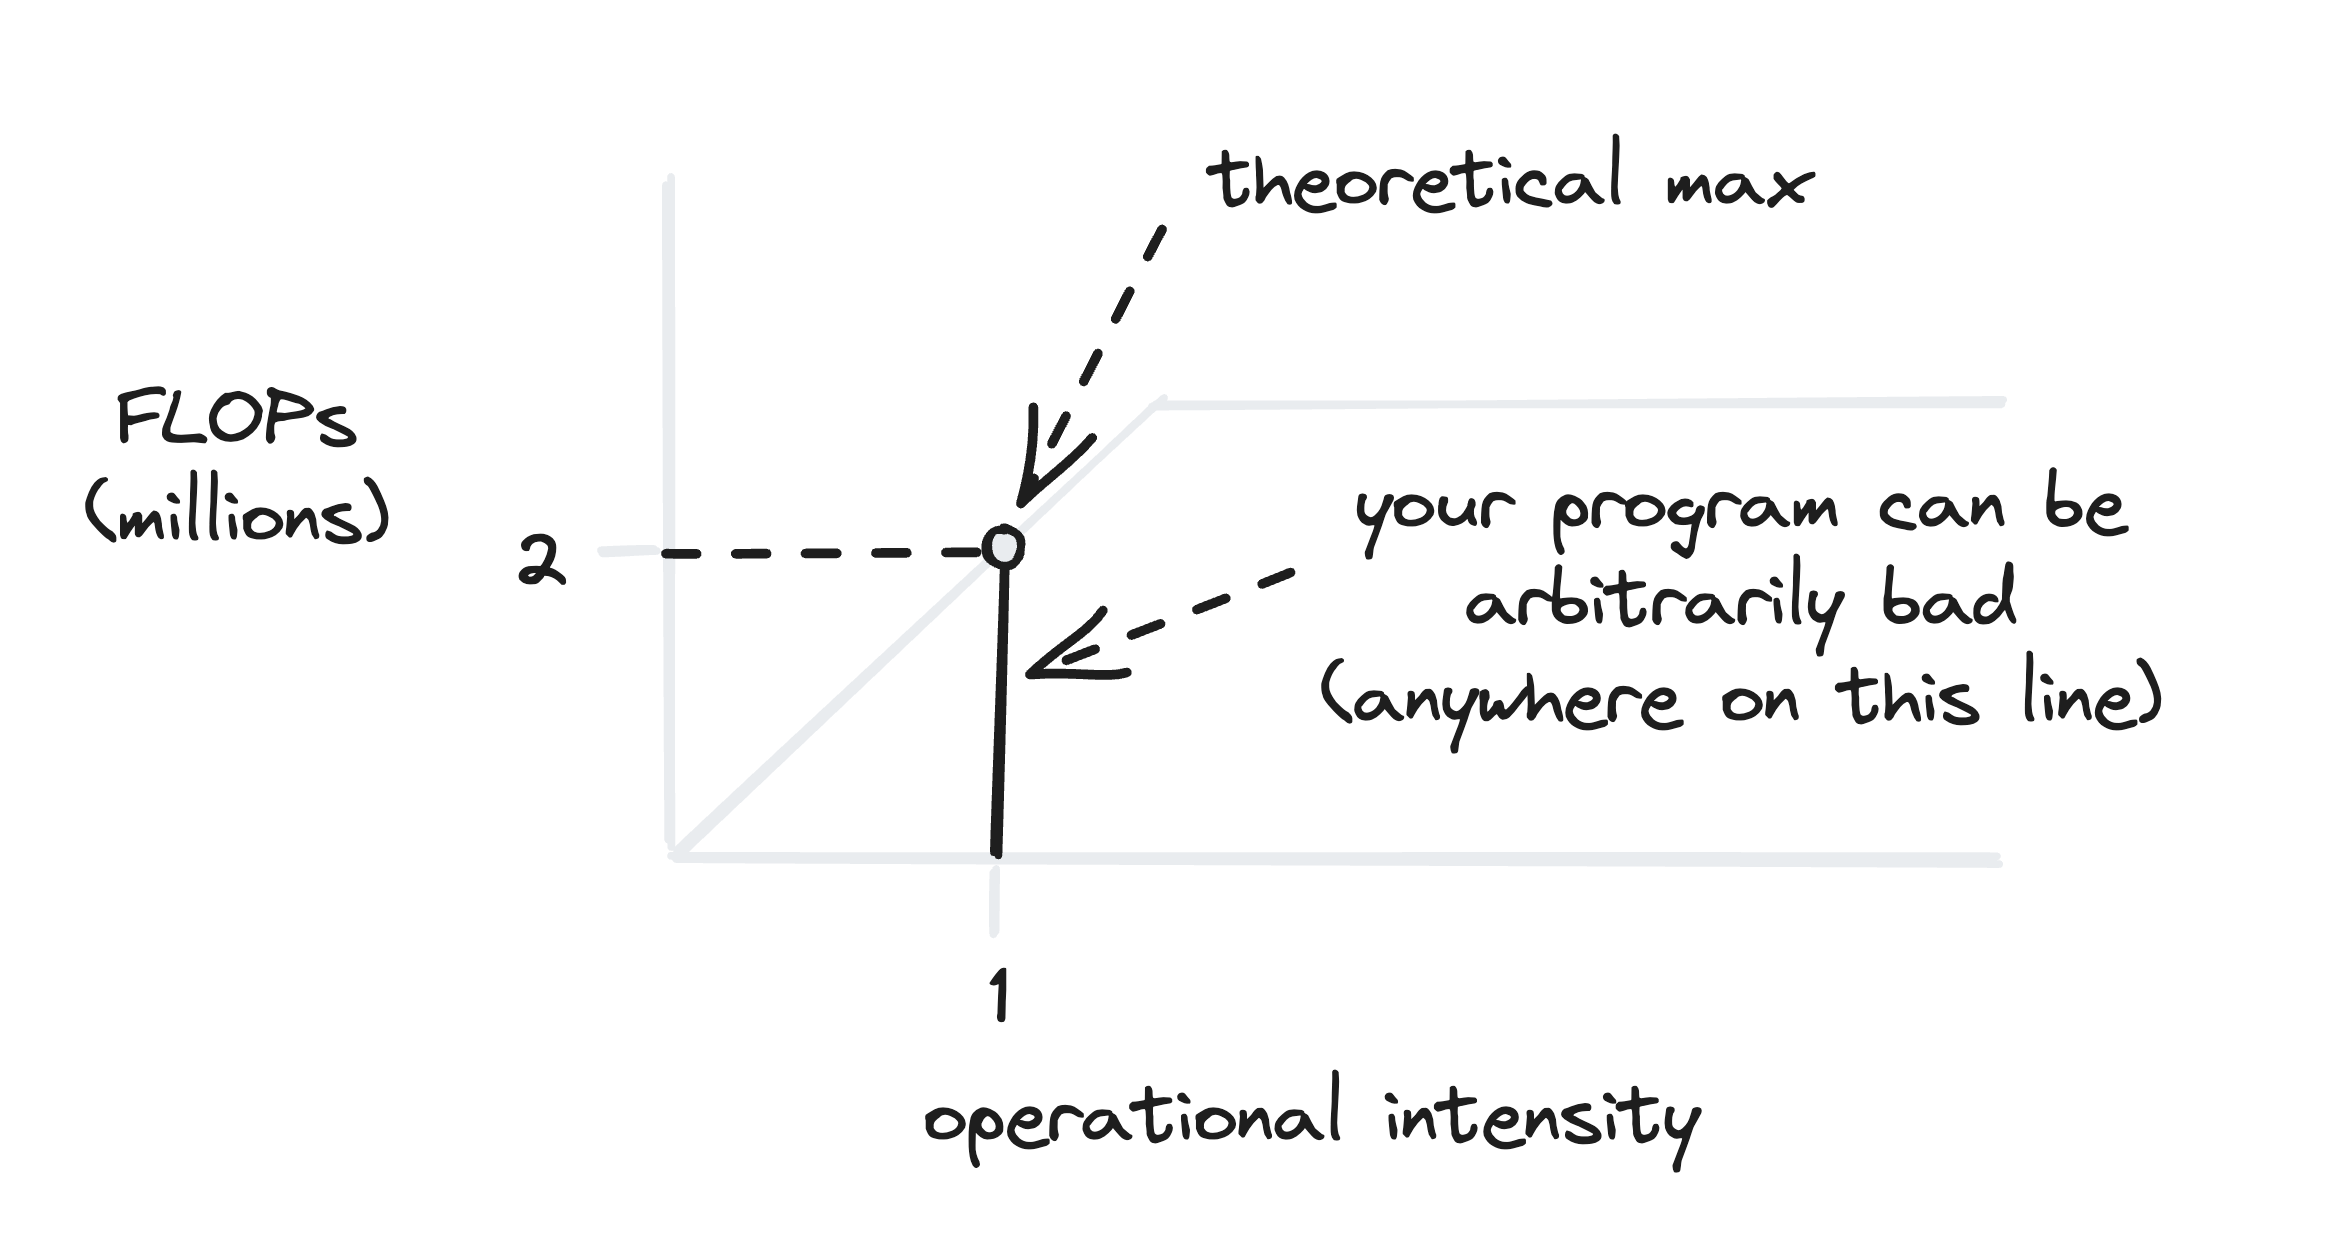 theoretical max
FLOPs
(millions)
2
your program can be
arbitrarily bad
(anywhere on this line)
1
operational intensity